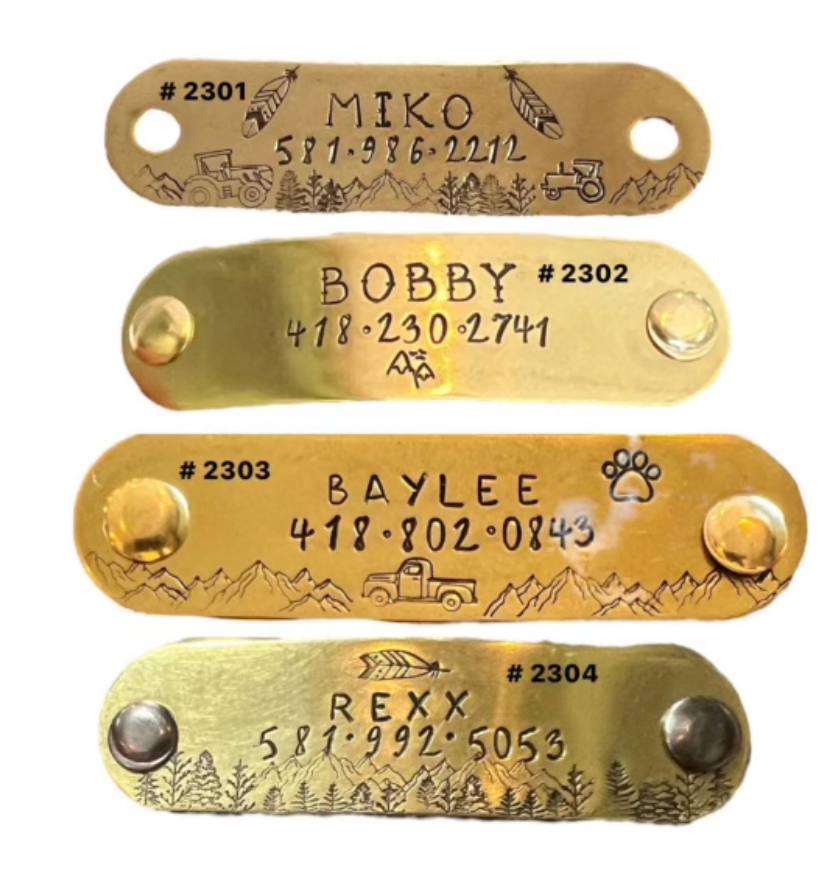 # 2301
MIKO
581·986·2212
BOBBY # 2302
418·230·2741
# 2303
BAYLEE
418·802·0843
# 2304
REXX
581·992·5053